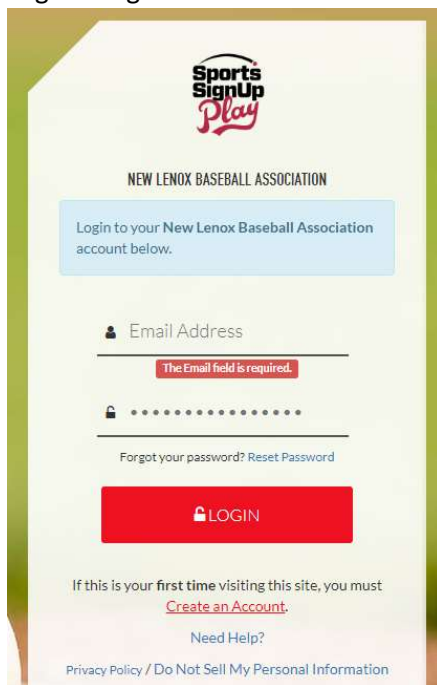 Sports
SignUp
Play
NEW LENOX BASEBALL ASSOCIATION
Login to your New Lenox Baseball Association
account below.
Email Address
The Email field is required.
••••••••••••••••
Forgot your password? Reset Password
LOGIN
If this is your first time visiting this site, you must
Create an Account.
Need Help?
Privacy Policy / Do Not Sell My Personal Information